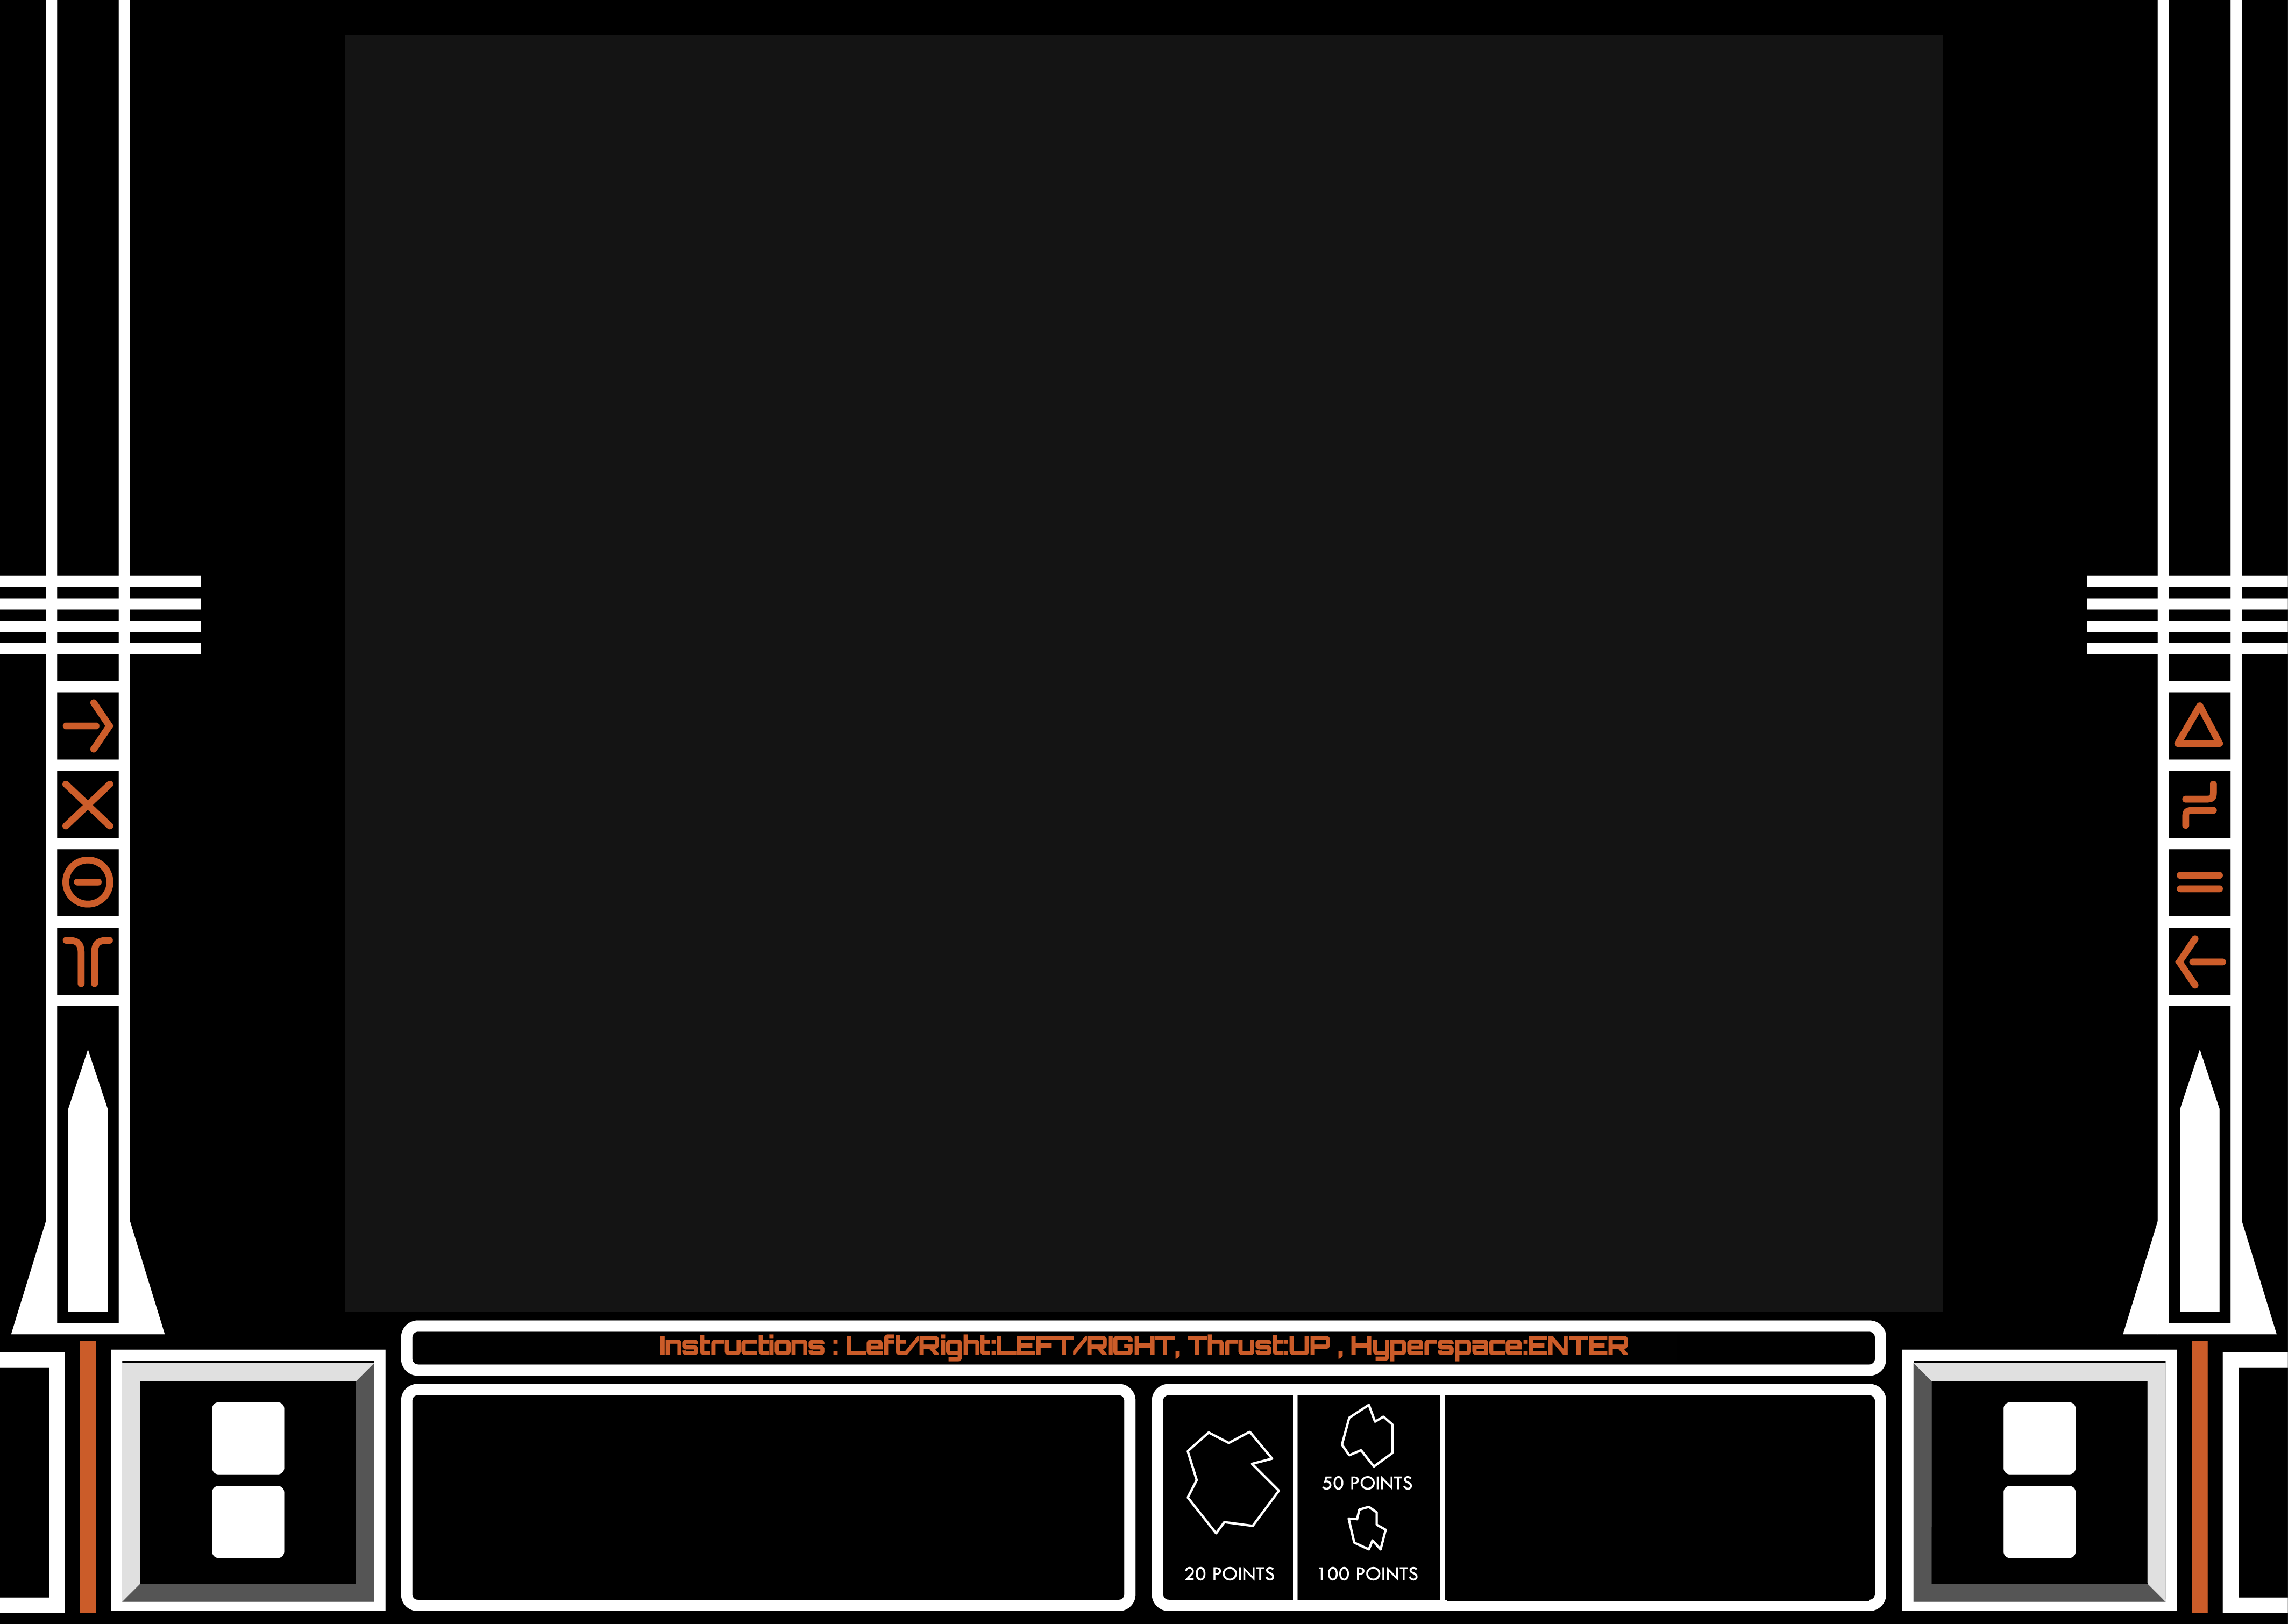 Instructions : Left/Right:LEFT/RIGHT, Thrust:UP , Hyperspace:ENTER
50 POINTS
20 POINTS
100 POINTS